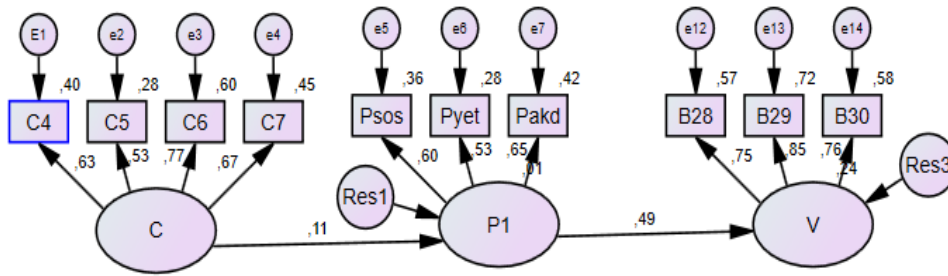 E1 e2 e3 e4 e5 e6 e7 e12 e13 e14
,40 ,28 ,60 ,45 ,36 ,28 ,42 ,57 ,72 ,58
C4 C5 C6 C7 Psos Pyet Pakd B28 B29 B30
,63 ,53 ,77 ,67 ,60 ,53 ,65 ,75 ,85 ,76
,01 ,24
Res1 Res3
C P1 V
,11 ,49